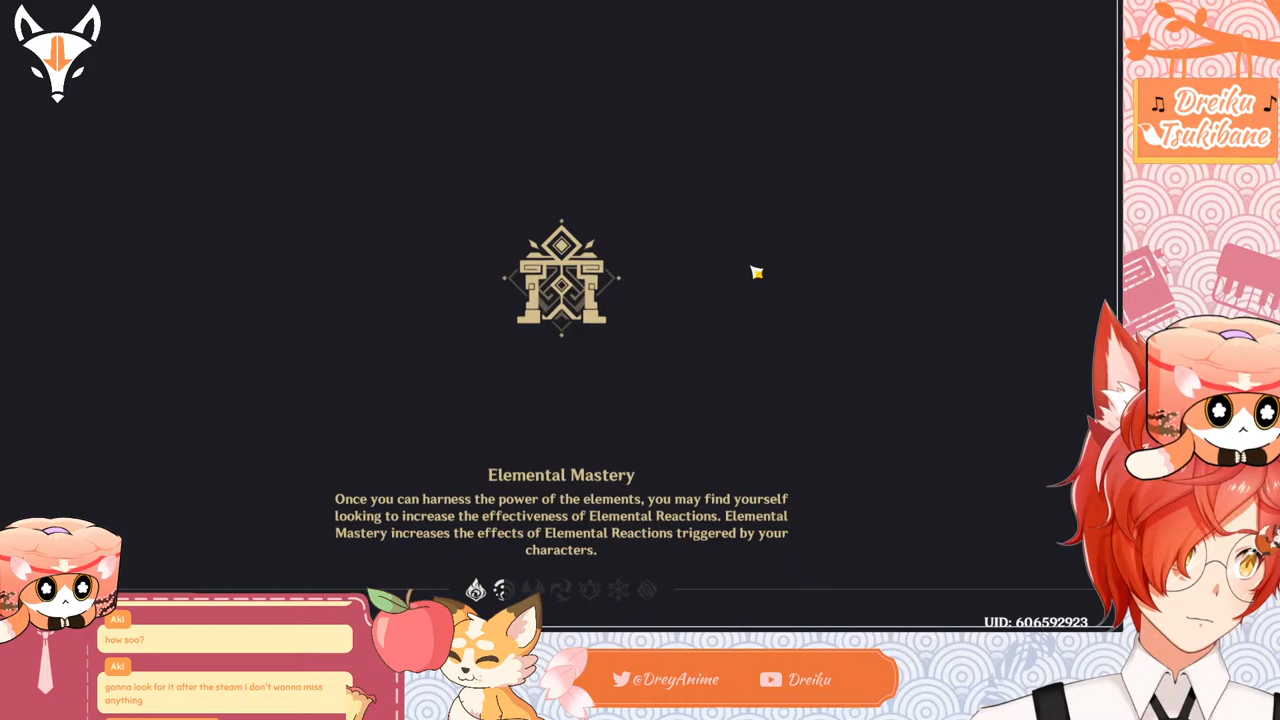 Dreiku
Tsukibane
Elemental Mastery
Once you can harness the power of the elements, you may find yourself
looking to increase the effectiveness of Elemental Reactions. Elemental
Mastery increases the effects of Elemental Reactions triggered by your
characters.
UID: 606592923
Aki
how soo?
Aki
gonna look for it after the steam I don't wanna miss
anything
@DreyAnime
Dreiku